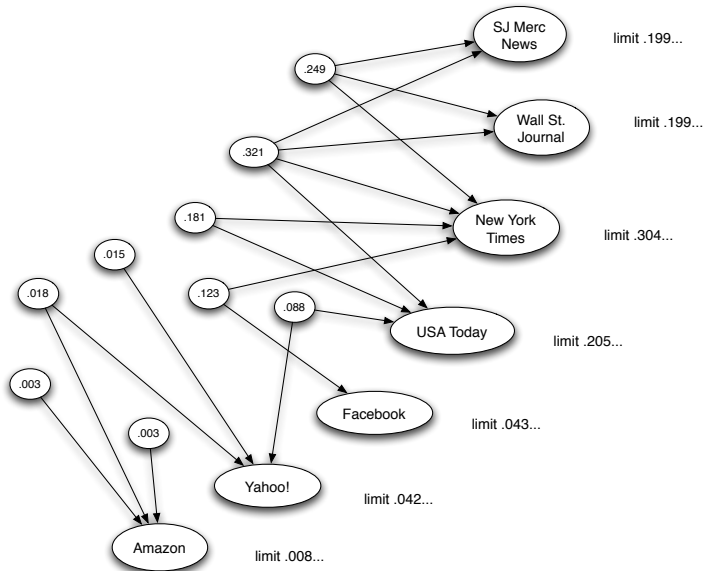 SJ Merc
News
limit .199...
.249
Wall St.
Journal
limit .199...
.321
.181
New York
Times
limit .304...
.015
.018
.123
.088
USA Today
limit .205...
.003
Facebook
limit .043...
.003
Yahoo!
limit .042...
Amazon
limit .008...